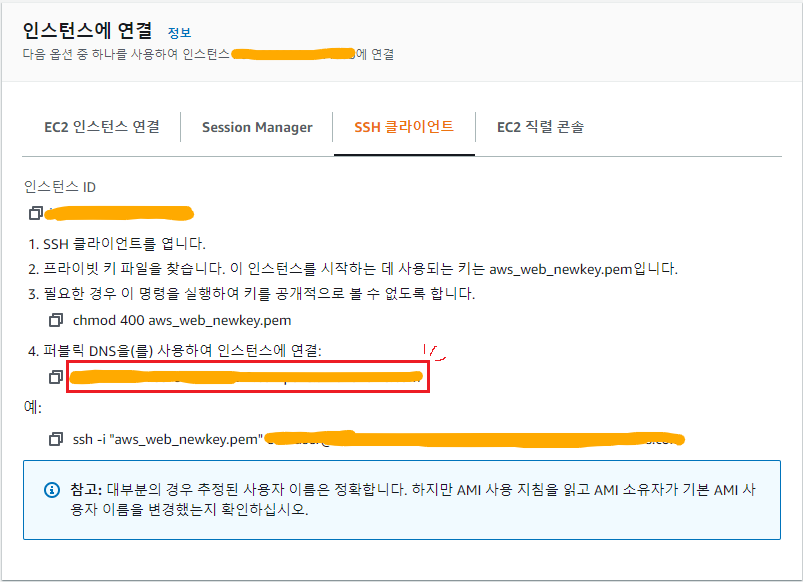 인스턴스에 연결 정보
다음 옵션 중 하나를 사용하여 인스턴스 에 연결
EC2 인스턴스 연결 Session Manager SSH 클라이언트 EC2 직렬 콘솔
인스턴스 ID
1. SSH 클라이언트를 엽니다.
2. 프라이빗 키 파일을 찾습니다. 이 인스턴스를 시작하는 데 사용되는 키는 aws_web_newkey.pem입니다.
3. 필요한 경우 이 명령을 실행하여 키를 공개적으로 볼 수 없도록 합니다.
chmod 400 aws_web_newkey.pem
4. 퍼블릭 DNS을(를) 사용하여 인스턴스에 연결:
예:
ssh -i "aws_web_newkey.pem"
참고: 대부분의 경우 추정된 사용자 이름은 정확합니다. 하지만 AMI 사용 지침을 읽고 AMI 소유자가 기본 AMI 사
용자 이름을 변경했는지 확인하십시오.